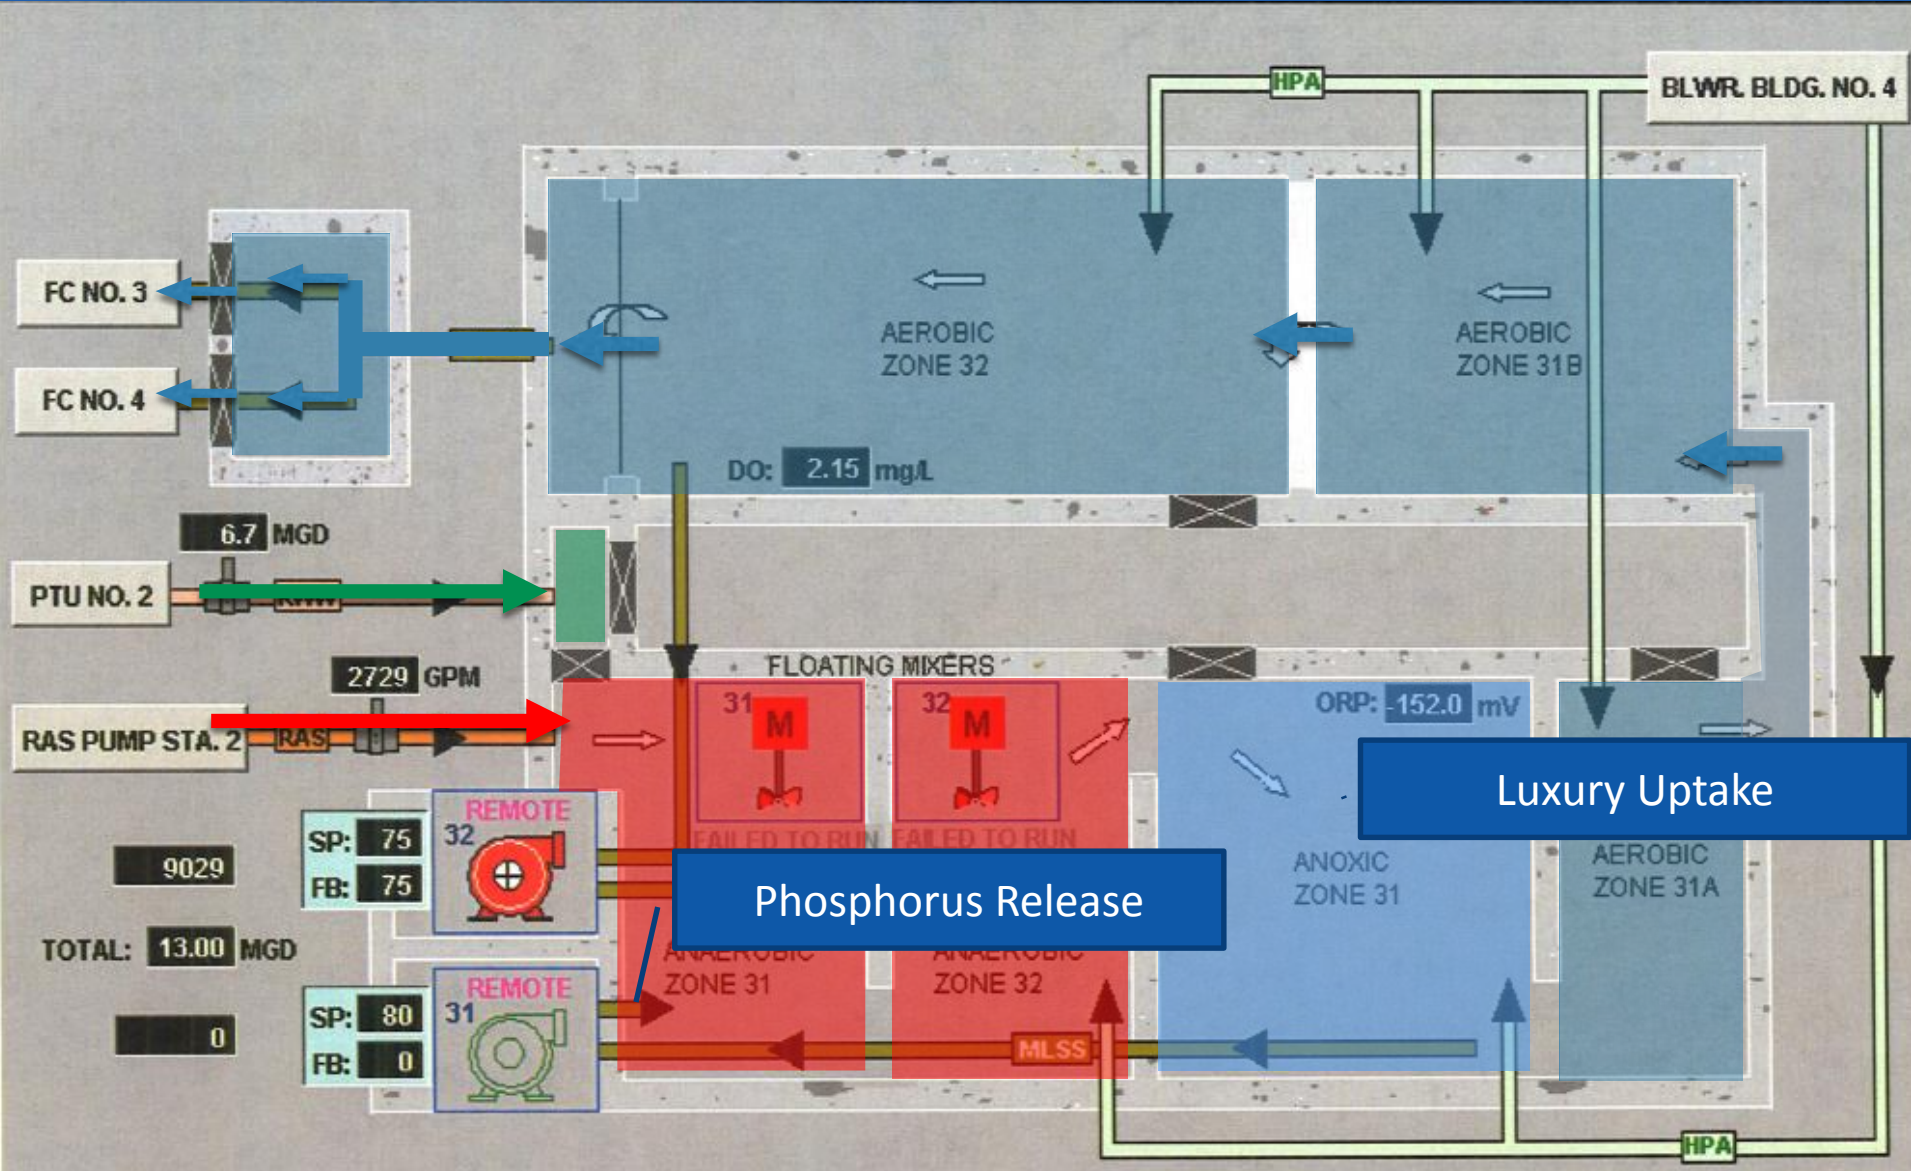 HPA
BLWR. BLDG. NO. 4
FC NO. 3
AEROBIC
ZONE 32
AEROBIC
ZONE 31B
FC NO. 4
DO: 2.15 mg/L
6.7 MGD
PTU NO. 2
RWW
FLOATING MIXERS
2729 GPM
31
M
32
M
ORP: -152.0 mV
RAS PUMP STA. 2
RAS
Luxury Uptake
REMOTE
32
SP: 75
FB: 75
FAILED TO RUN
FAILED TO RUN
9029
ANOXIC
ZONE 31
AEROBIC
ZONE 31A
Phosphorus Release
TOTAL: 13.00 MGD
ANAEROBIC
ZONE 31
ANAEROBIC
ZONE 32
REMOTE
31
SP: 80
FB: 0
0
MLSS
HPA